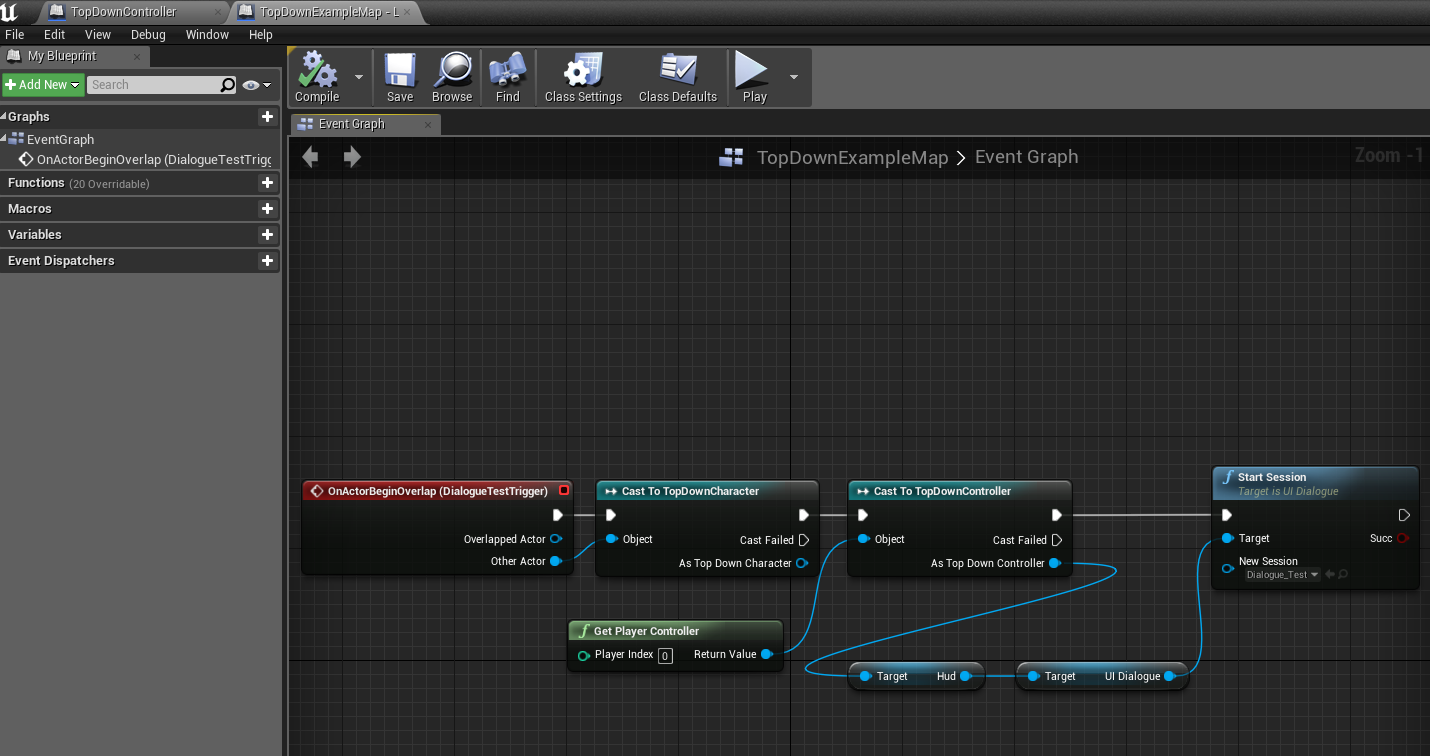 TopDownController
TopDownExampleMap - L
File Edit View Debug Window Help
My Blueprint
Add New
Search
Compile
Save
Browse
Find
Class Settings
Class Defaults
Play
Graphs
EventGraph
OnActorBeginOverlap (DialogueTestTrigg
Functions (20 Overridable)
Macros
Variables
Event Dispatchers
Event Graph
TopDownExampleMap > Event Graph
Zoom -1
OnActorBeginOverlap (DialogueTestTrigger)
Overlapped Actor
Other Actor
Cast To TopDownCharacter
Object
Cast Failed
As Top Down Character
Cast To TopDownController
Object
Cast Failed
As Top Down Controller
Start Session
Target is UI Dialogue
Target
Succ
New Session
Dialogue_Test
Get Player Controller
Player Index 0
Return Value
Target
Hud
Target
UI Dialogue